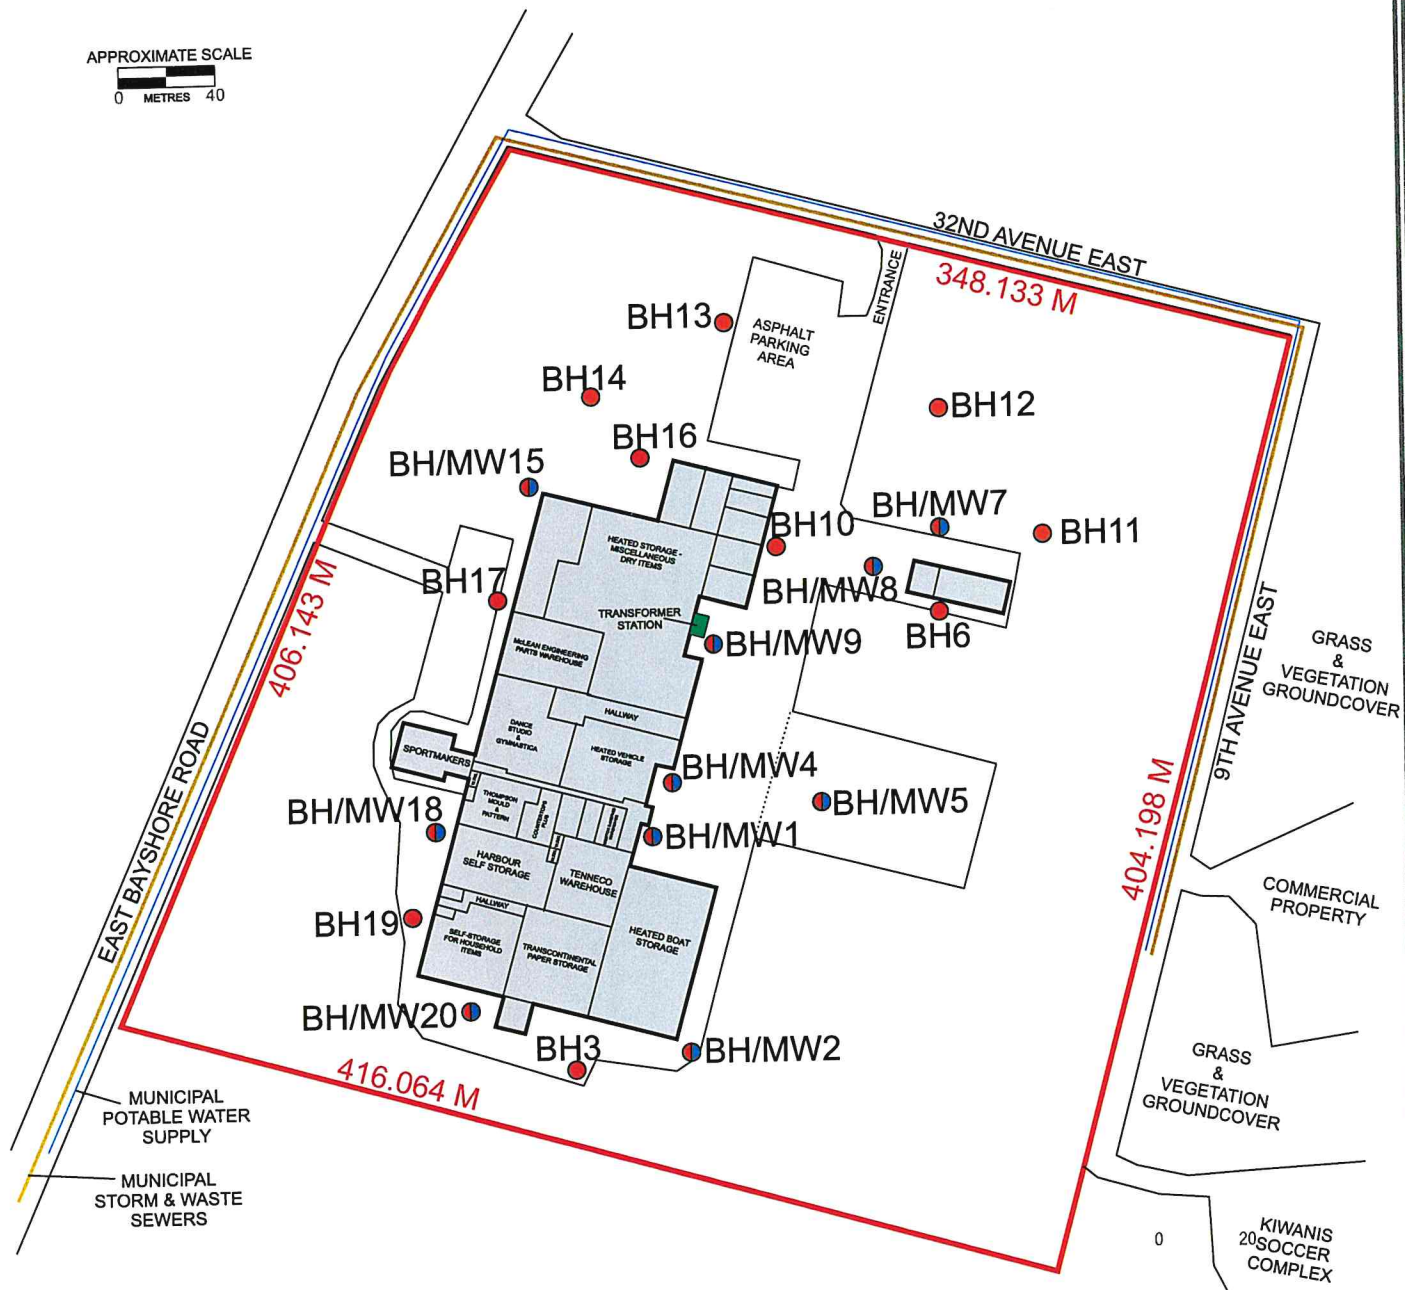 APPROXIMATE SCALE
0 METRES 40
32ND AVENUE EAST
348.133 M
ENTRANCE
BH13
ASPHALT
PARKING
AREA
BH14
BH12
BH16
BH/MW15
BH/MW7
BH10
BH11
HEATED STORAGE -
MISCELLANEOUS
DRY ITEMS
BH17
BH/MW8
TRANSFORMER
STATION
BH6
BH/MW9
406.143 M
McLEAN ENGINEERING
PARTS WAREHOUSE
9TH AVENUE EAST
GRASS
&
VEGETATION
GROUNDCOVER
HALLWAY
DANCE
STUDIO
&
GYMNASTICA
HEATED VEHICLE
STORAGE
SPORTMAKERS
EAST BAYSHORE ROAD
BH/MW4
BH/MW5
THOMPSON
MOULD
&
PATTERN
COUNTERTOPS
PLUS
BH/MW18
BH/MW1
404.198 M
HARBOUR
SELF STORAGE
TENNECO
WAREHOUSE
COMMERCIAL
PROPERTY
HALLWAY
BH19
SELF-STORAGE
FOR HOUSEHOLD
ITEMS
TRANSCONTINENTAL
PAPER STORAGE
HEATED BOAT
STORAGE
BH/MW20
BH3
BH/MW2
416.064 M
GRASS
&
VEGETATION
GROUNDCOVER
MUNICIPAL
POTABLE WATER
SUPPLY
MUNICIPAL
STORM & WASTE
SEWERS
0 20
KIWANIS
SOCCER
COMPLEX